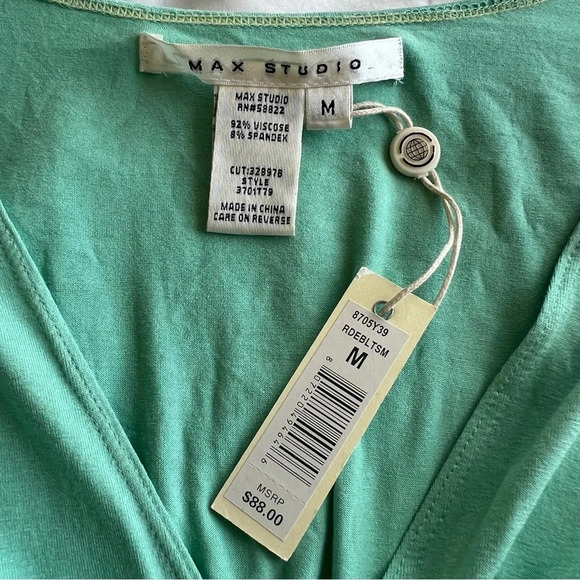 MAX STUDIO
MAX STUDIO
RN#58822
92% VISCOSE
8% SPANDEX
CUT:328978
STYLE
3701T79
MADE IN CHINA
CARE ON REVERSE
M
8705Y39
RDEBLTSM
M
MSRP
$88.00